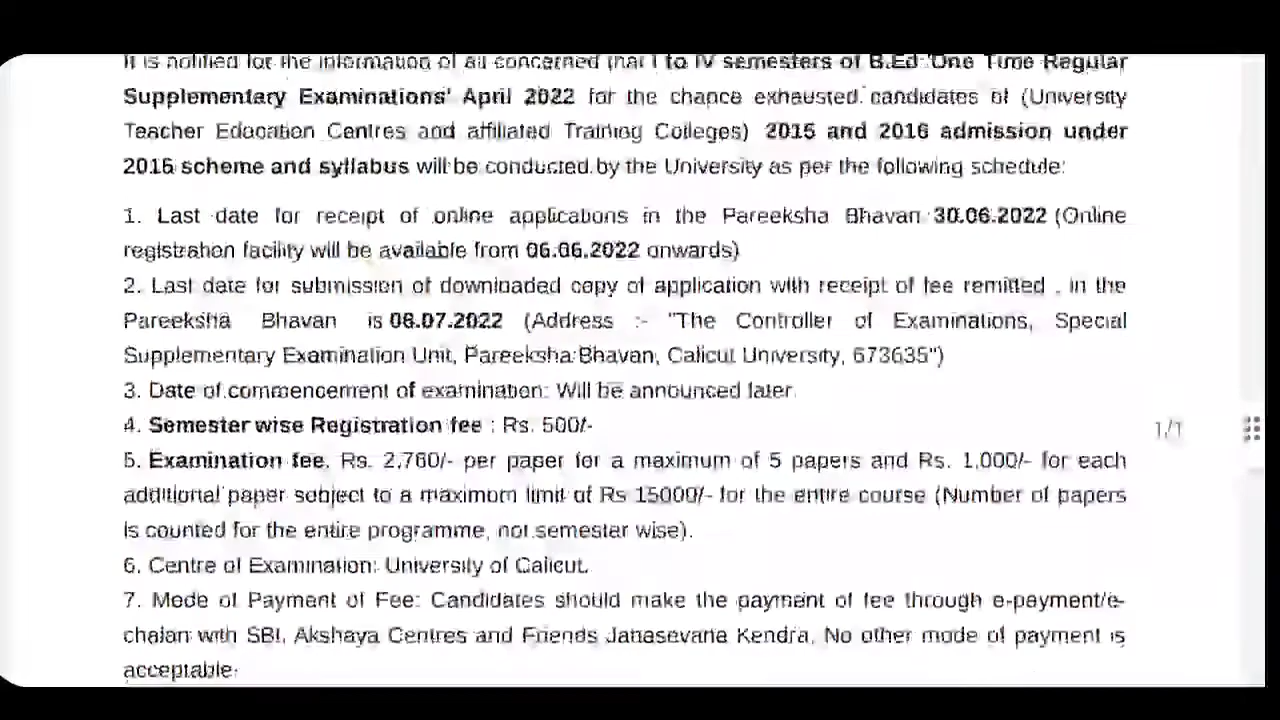 It is notified for the information of all concerned that I to IV semesters of B.Ed 'One Time Regular
Supplementary Examinations' April 2022 for the chance exhausted candidates of (University
Teacher Education Centres and affiliated Training Colleges) 2015 and 2016 admission under
2015 scheme and syllabus will be conducted by the University as per the following schedule:
1. Last date for receipt of online applications in the Pareeksha Bhavan 30.06.2022 (Online
registration facility will be available from 06.06.2022 onwards)
2. Last date for submission of downloaded copy of application with receipt of fee remitted , in the
Pareeksha Bhavan is 08.07.2022 (Address :- "The Controller of Examinations, Special
Supplementary Examination Unit, Pareeksha Bhavan, Calicut University, 673635")
3. Date of commencement of examination: Will be announced later.
4. Semester wise Registration fee : Rs. 500/-
5. Examination fee. Rs. 2,760/- per paper for a maximum of 5 papers and Rs. 1,000/- for each
additional paper subject to a maximum limit of Rs 15000/- for the entire course (Number of papers
is counted for the entire programme, not semester wise).
6. Centre of Examination: University of Calicut.
7. Mode of Payment of Fee: Candidates should make the payment of fee through e-payment/e-
chalan with SBI, Akshaya Centres and Friends Janasevana Kendra. No other mode of payment is
acceptable.
1/1